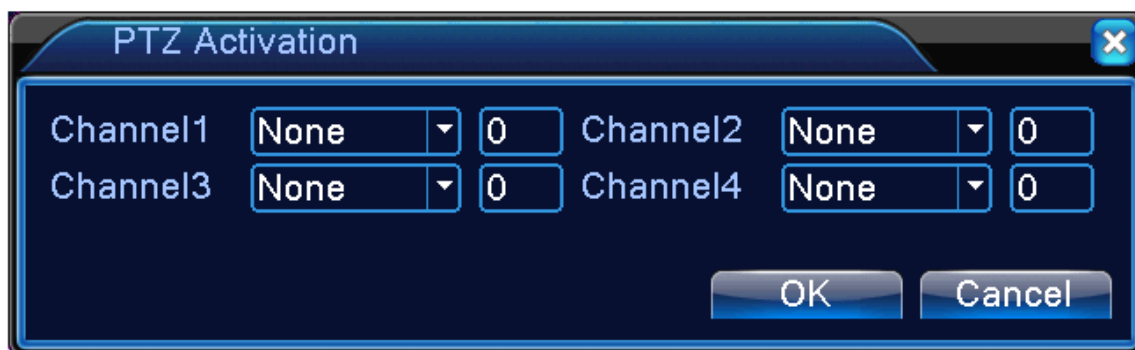 PTZ Activation
Channel1 None 0 Channel2 None 0
Channel3 None 0 Channel4 None 0
OK Cancel